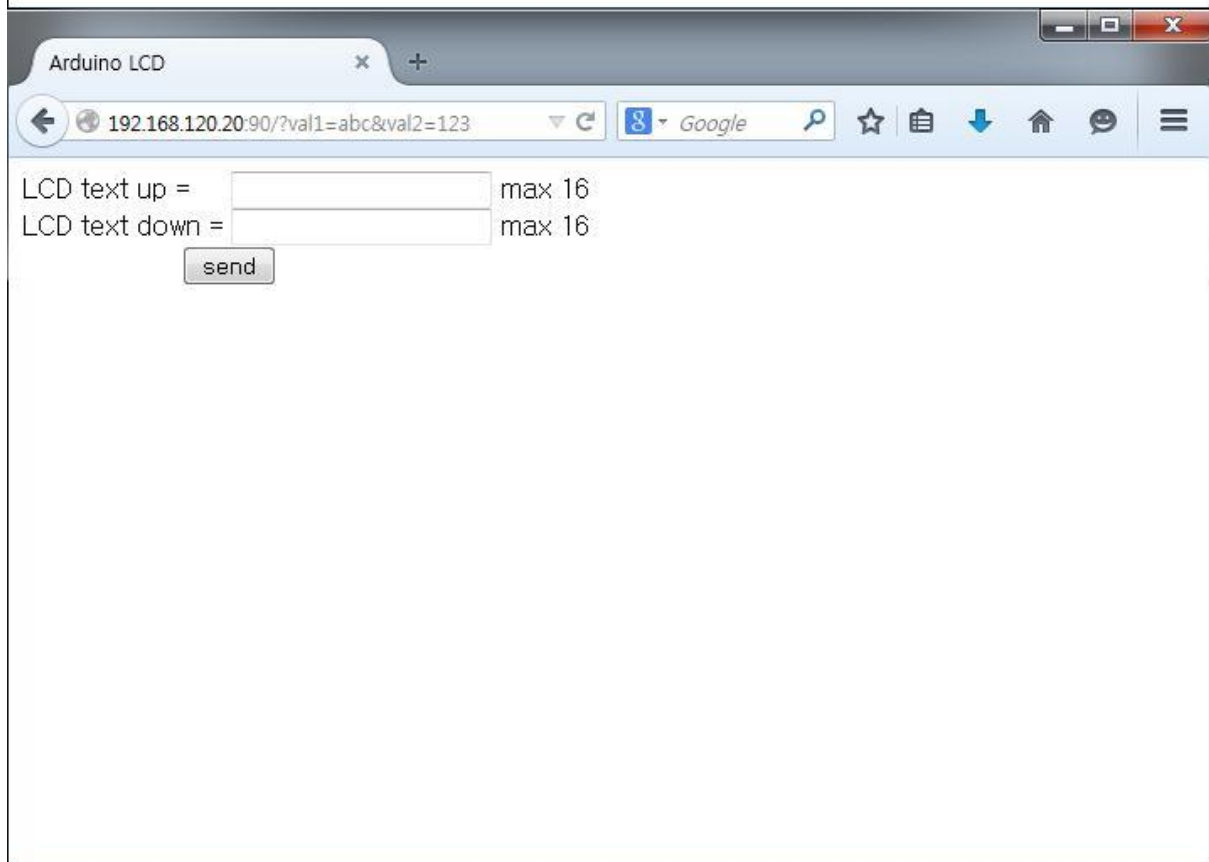 Arduino LCD
192.168.120.20:90/?val1=abc&val2=123
8 Google
LCD text up = max 16
LCD text down = max 16
send